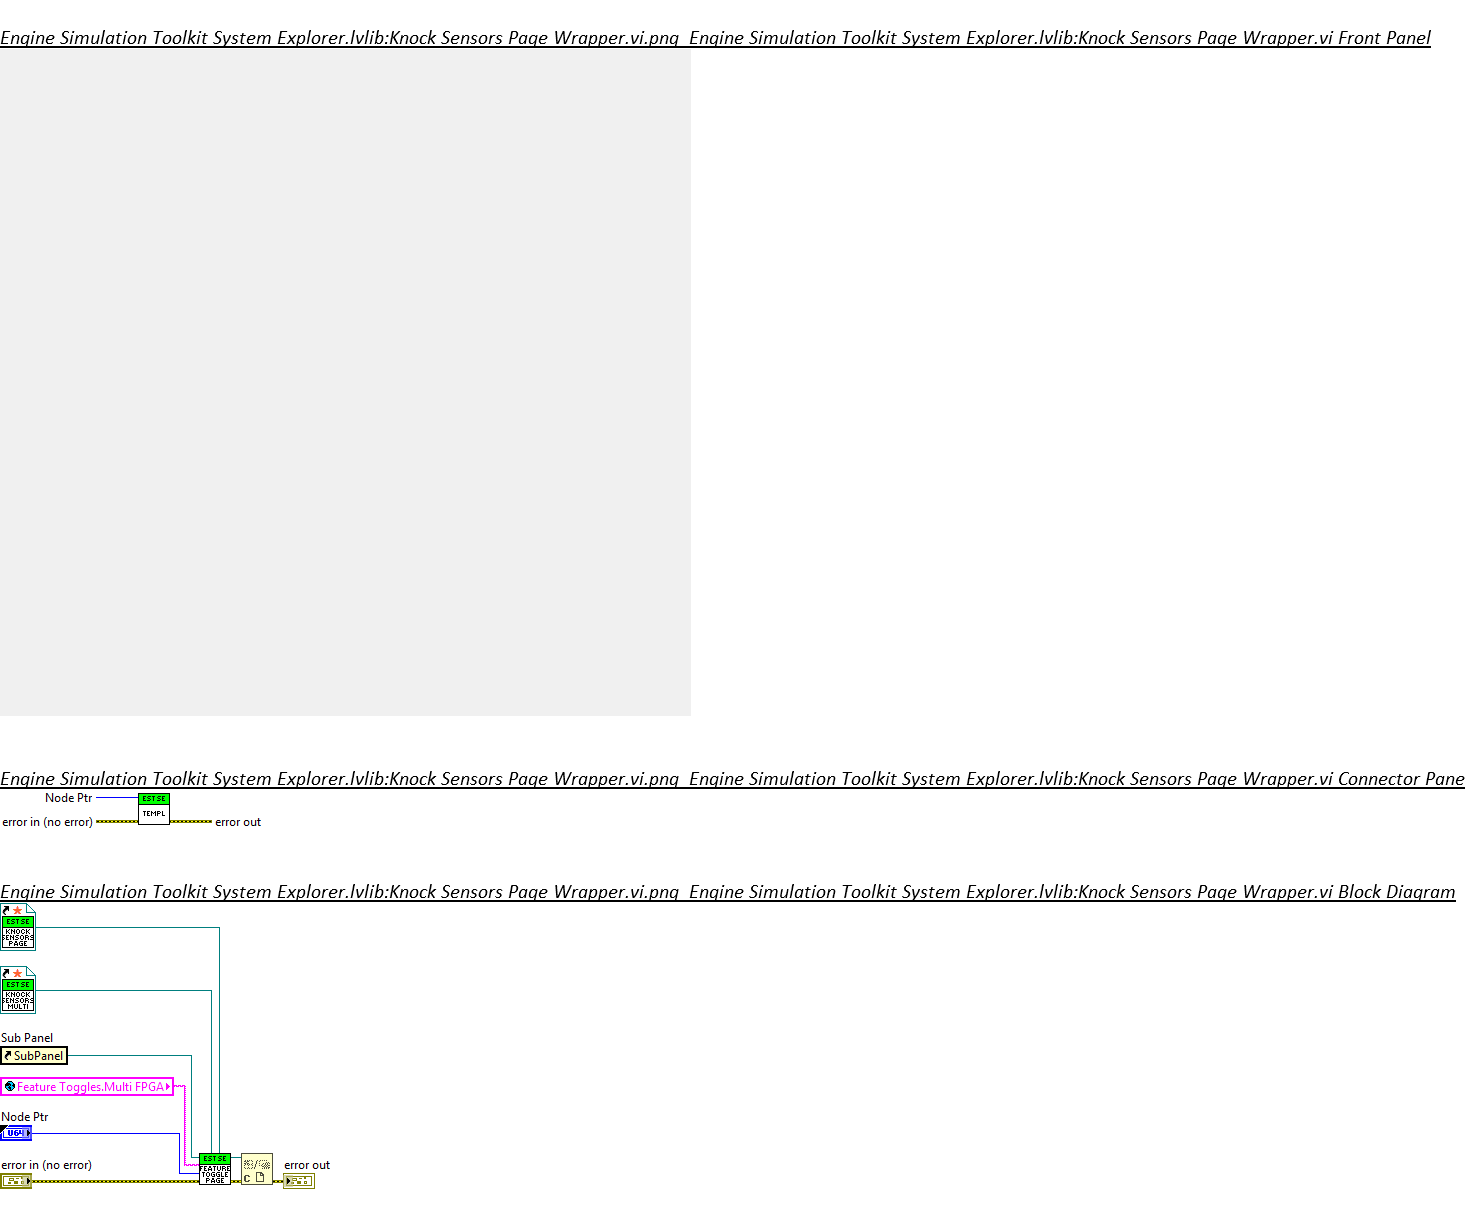 Engine Simulation Toolkit System Explorer.lvlib:Knock Sensors Page Wrapper.vi.png  Engine Simulation Toolkit System Explorer.lvlib:Knock Sensors Page Wrapper.vi Front Panel
Engine Simulation Toolkit System Explorer.lvlib:Knock Sensors Page Wrapper.vi.png  Engine Simulation Toolkit System Explorer.lvlib:Knock Sensors Page Wrapper.vi Connector Pane
Node Ptr
EST SE
TEMPL
error in (no error)
error out
Engine Simulation Toolkit System Explorer.lvlib:Knock Sensors Page Wrapper.vi.png  Engine Simulation Toolkit System Explorer.lvlib:Knock Sensors Page Wrapper.vi Block Diagram
EST SE
KNOCK
SENSORS
PAGE
EST SE
KNOCK
SENSORS
MULTI
Sub Panel
SubPanel
Feature Toggles.Multi FPGA
Node Ptr
U64
EST SE
FEATURE
TOGGLE
PAGE
C
error in (no error)
error out